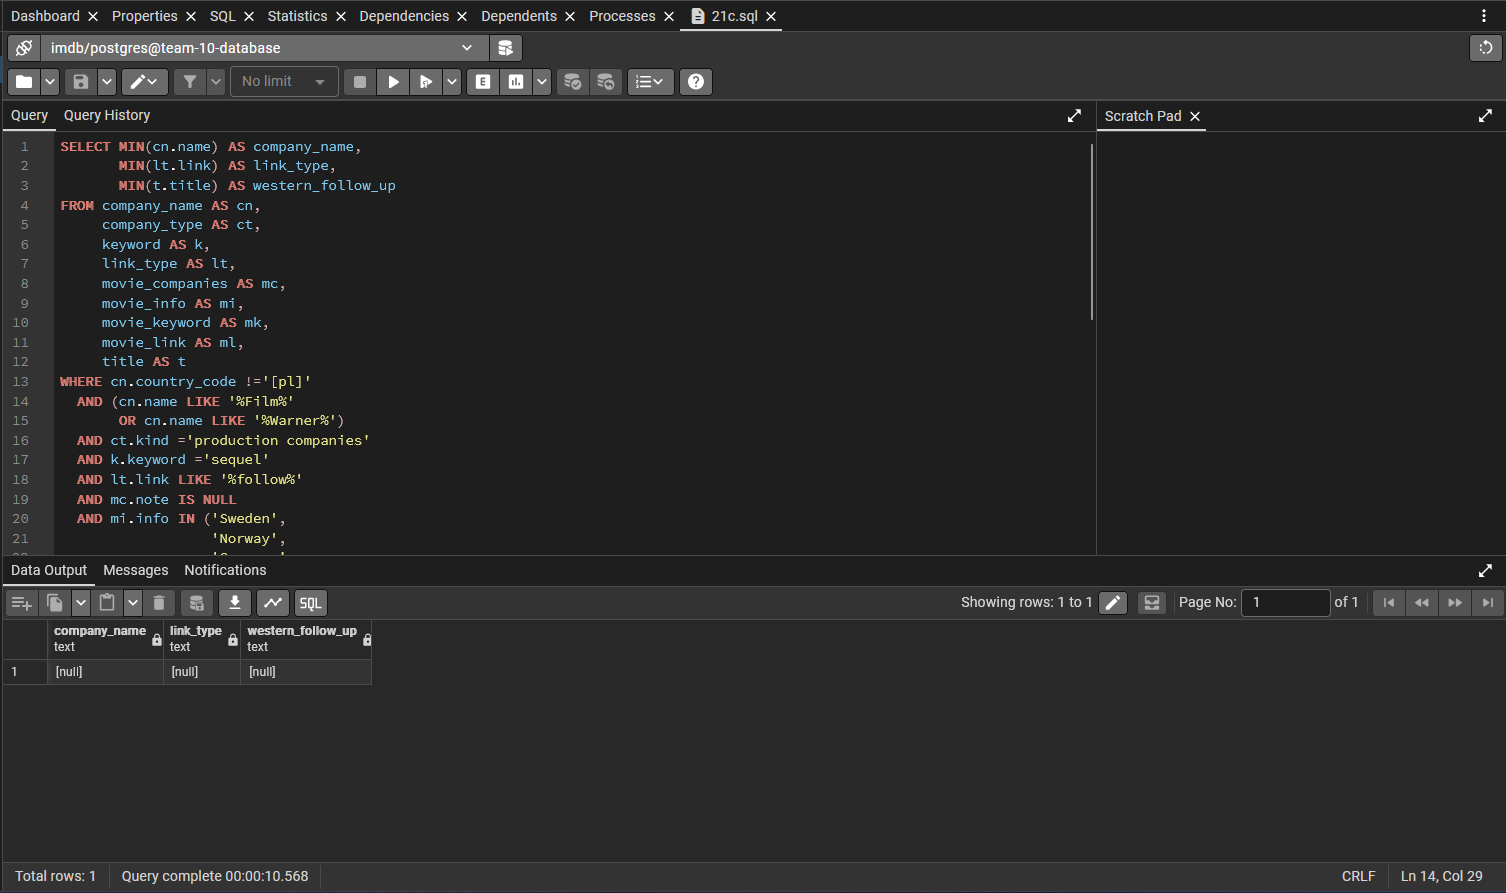 Dashboard Properties SQL Statistics Dependencies Dependents Processes 21c.sql
imdb/postgres@team-10-database
No limit E
Query Query History Scratch Pad
1 SELECT MIN(cn.name) AS company_name,
2 MIN(lt.link) AS link_type,
3 MIN(t.title) AS western_follow_up
4 FROM company_name AS cn,
5 company_type AS ct,
6 keyword AS k,
7 link_type AS lt,
8 movie_companies AS mc,
9 movie_info AS mi,
10 movie_keyword AS mk,
11 movie_link AS ml,
12 title AS t
13 WHERE cn.country_code !='[pl]'
14 AND (cn.name LIKE '%Film%'
15 OR cn.name LIKE '%Warner%')
16 AND ct.kind ='production companies'
17 AND k.keyword ='sequel'
18 AND lt.link LIKE '%follow%'
19 AND mc.note IS NULL
20 AND mi.info IN ('Sweden',
21 'Norway',
Data Output Messages Notifications
SQL Showing rows: 1 to 1 Page No: 1 of 1
company_name link_type western_follow_up
text text text
1 [null] [null] [null]
Total rows: 1 Query complete 00:00:10.568 CRLF Ln 14, Col 29